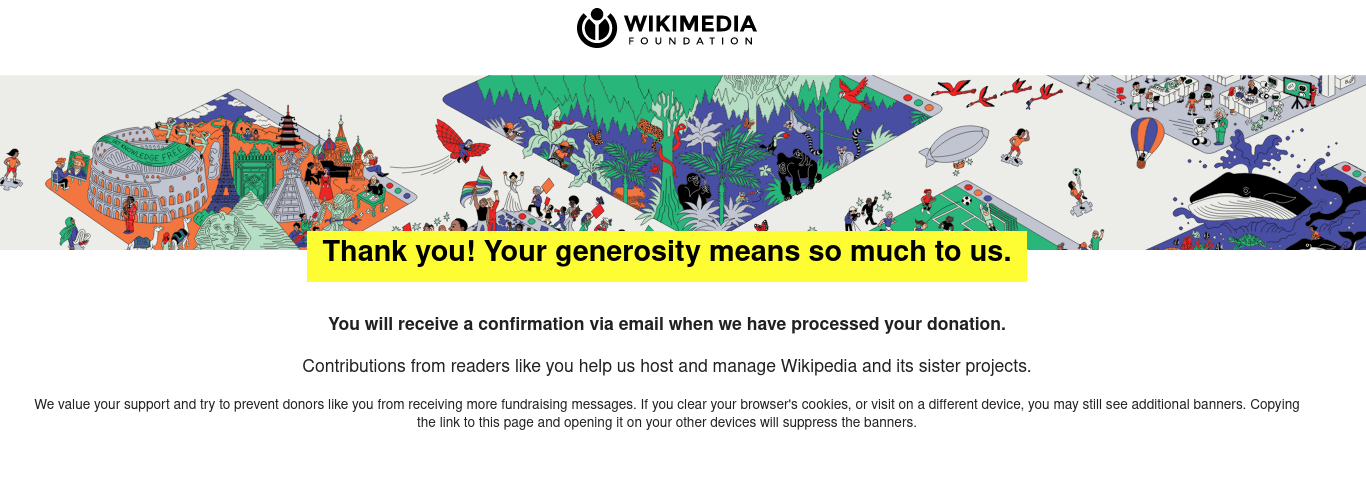 WIKIMEDIA
FOUNDATION
KNOWLEDGE FREE
Thank you! Your generosity means so much to us.
You will receive a confirmation via email when we have processed your donation.
Contributions from readers like you help us host and manage Wikipedia and its sister projects.
We value your support and try to prevent donors like you from receiving more fundraising messages. If you clear your browser's cookies, or visit on a different device, you may still see additional banners. Copying
the link to this page and opening it on your other devices will suppress the banners.